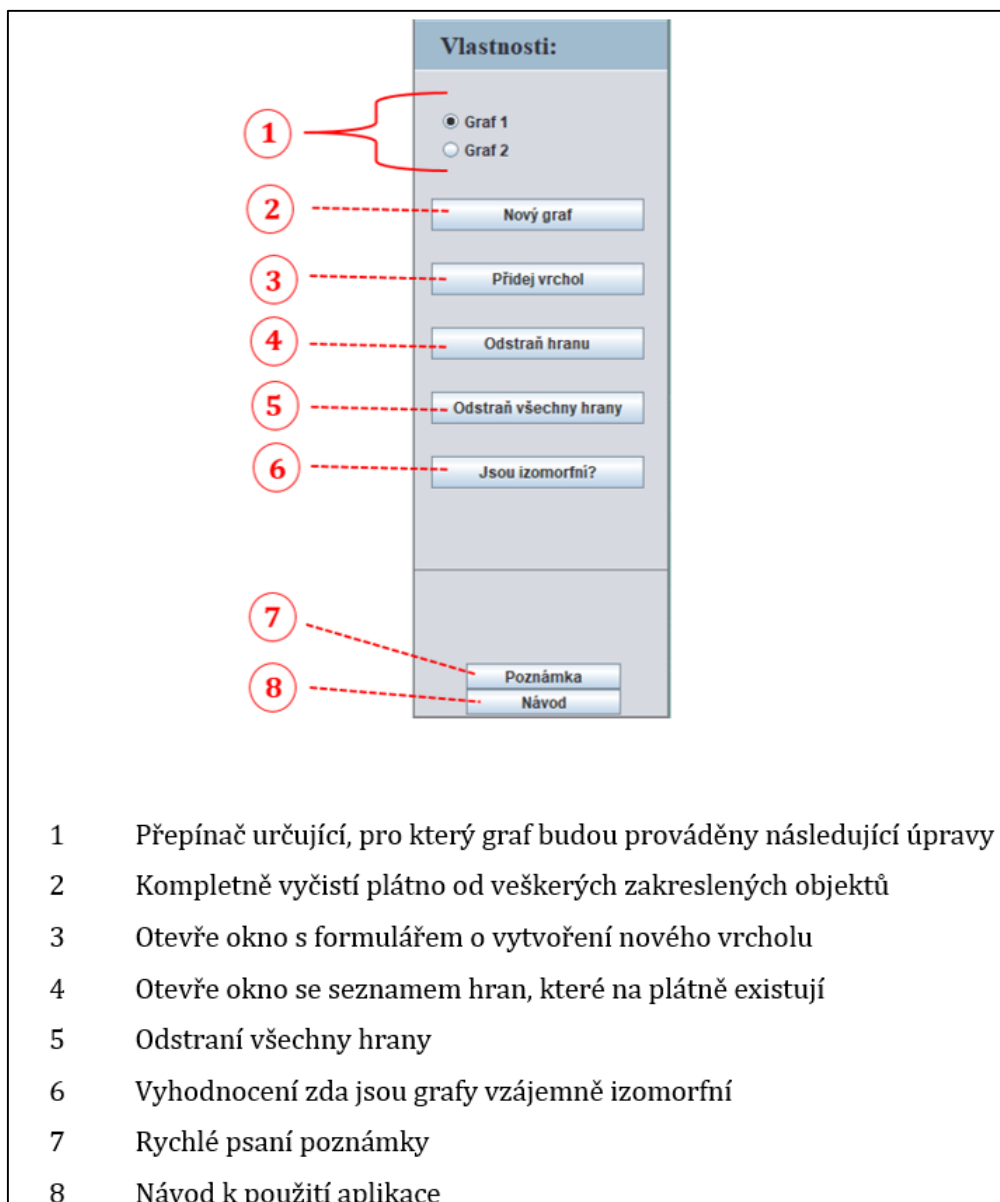 Vlastnosti:
1
Graf 1
Graf 2
2
Nový graf
3
Přidej vrchol
4
Odstraň hranu
5
Odstraň všechny hrany
6
Jsou izomorfní?
7
Poznámka
8
Návod
1 Přepínač určující, pro který graf budou prováděny následující úpravy
2 Kompletně vyčistí plátno od veškerých zakreslených objektů
3 Otevře okno s formulářem o vytvoření nového vrcholu
4 Otevře okno se seznamem hran, které na plátně existují
5 Odstraní všechny hrany
6 Vyhodnocení zda jsou grafy vzájemně izomorfní
7 Rychlé psaní poznámky
8 Návod k použití aplikace